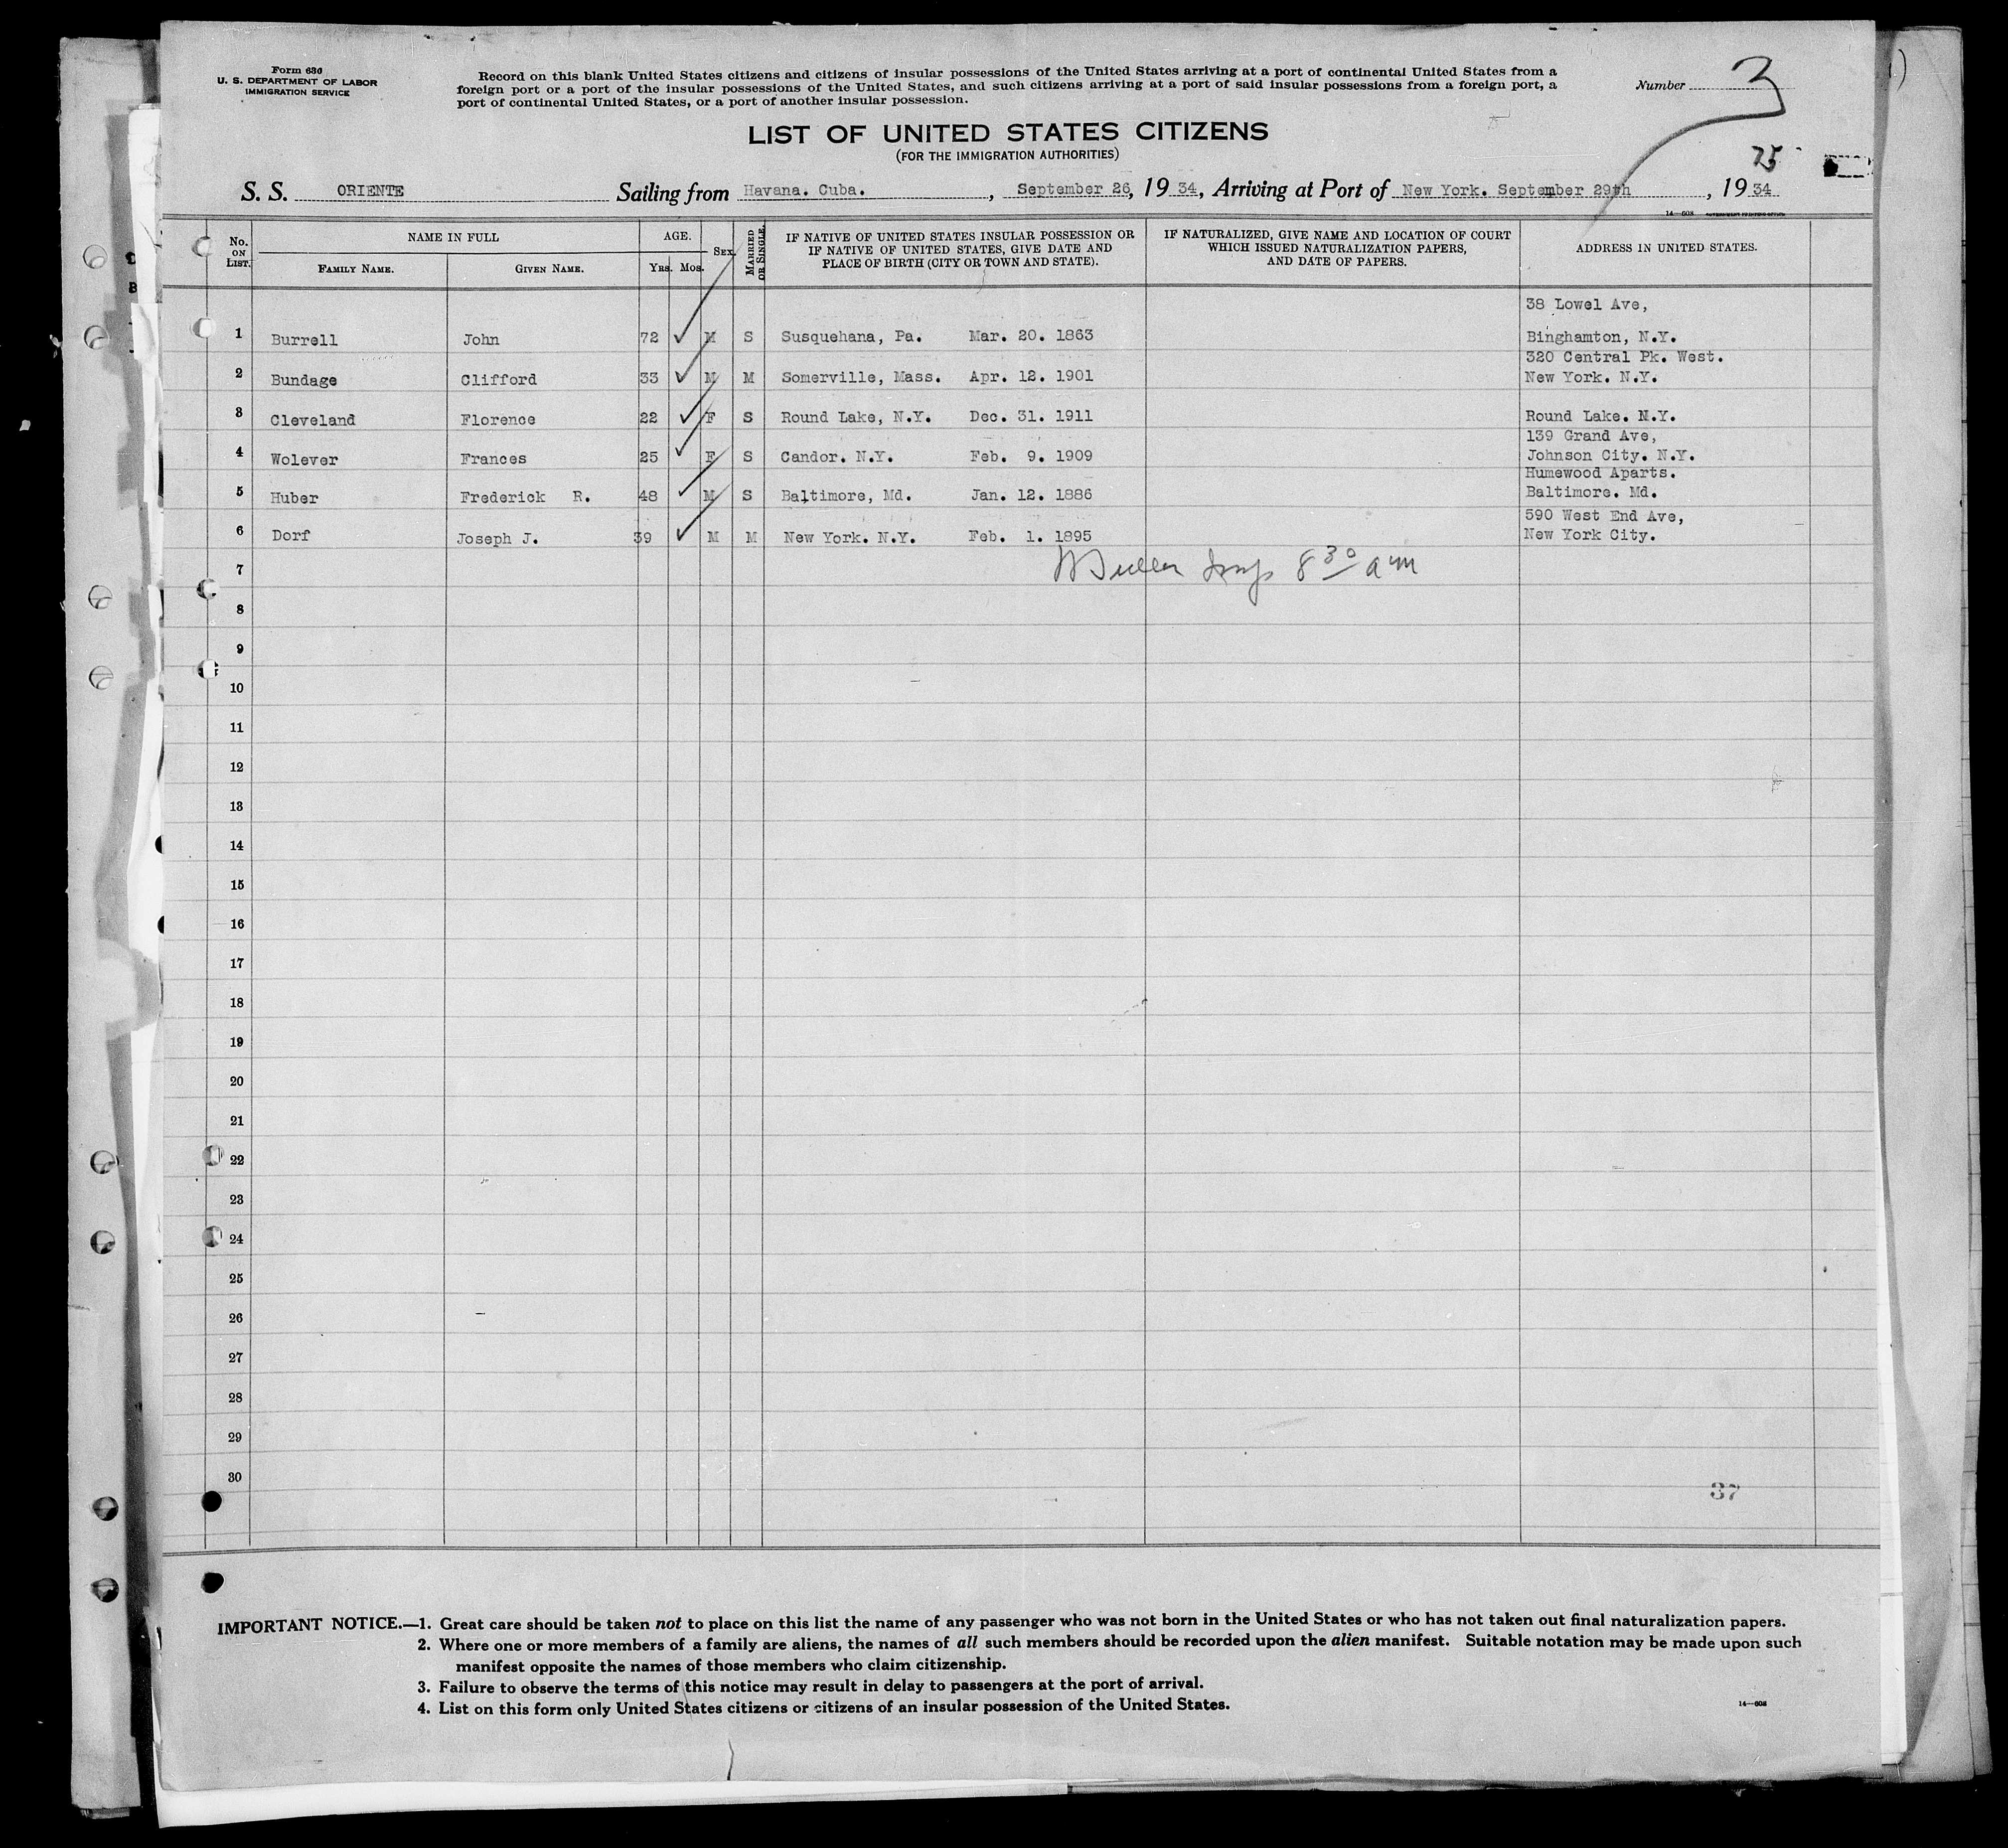 Form 630
U. S. DEPARTMENT OF LABOR
IMMIGRATION SERVICE
Record on this blank United States citizens and citizens of insular possessions of the United States arriving at a port of continental United States from a
foreign port or a port of the insular possessions of the United States, and such citizens arriving at a port of said insular possessions from a foreign port, a
port of continental United States, or a port of another insular possession.
Number 3
LIST OF UNITED STATES CITIZENS
(FOR THE IMMIGRATION AUTHORITIES)
75
S. S. ORIENTE Sailing from Havana. Cuba. , September 26, 1934, Arriving at Port of New York. September 29th , 1934
14—608 GOVERNMENT PRINTING OFFICE
No. ON LIST. NAME IN FULL FAMILY NAME. GIVEN NAME. AGE. YRS. MOS. SEX. MARRIED OR SINGLE. IF NATIVE OF UNITED STATES INSULAR POSSESSION OR IF NATIVE OF UNITED STATES, GIVE DATE AND PLACE OF BIRTH (CITY OR TOWN AND STATE). IF NATURALIZED, GIVE NAME AND LOCATION OF COURT WHICH ISSUED NATURALIZATION PAPERS, AND DATE OF PAPERS. ADDRESS IN UNITED STATES.
38 Lowel Ave,
1 Burrell John 72 ✓ M S Susquehana, Pa. Mar. 20. 1863 Binghamton, N.Y.
320 Central Pk. West.
2 Bundage Clifford 33 ✓ M M Somerville, Mass. Apr. 12. 1901 New York. N.Y.
3 Cleveland Florence 22 ✓ F S Round Lake, N.Y. Dec. 31. 1911 Round Lake. N.Y.
139 Grand Ave,
4 Wolever Frances 25 ✓ F S Candor. N.Y. Feb. 9. 1909 Johnson City. N.Y.
Humewood Aparts.
5 Huber Frederick R. 48 ✓ M S Baltimore, Md. Jan. 12. 1886 Baltimore. Md.
590 West End Ave,
6 Dorf Joseph J. 39 ✓ M M New York. N.Y. Feb. 1. 1895 New York City.
7 8 30 am
8
9
10
11
12
13
14
15
16
17
18
19
20
21
22
23
24
25
26
27
28
29
30
37
IMPORTANT NOTICE.—1. Great care should be taken not to place on this list the name of any passenger who was not born in the United States or who has not taken out final naturalization papers.
2. Where one or more members of a family are aliens, the names of all such members should be recorded upon the alien manifest. Suitable notation may be made upon such
manifest opposite the names of those members who claim citizenship.
3. Failure to observe the terms of this notice may result in delay to passengers at the port of arrival.
4. List on this form only United States citizens or citizens of an insular possession of the United States.
14—608